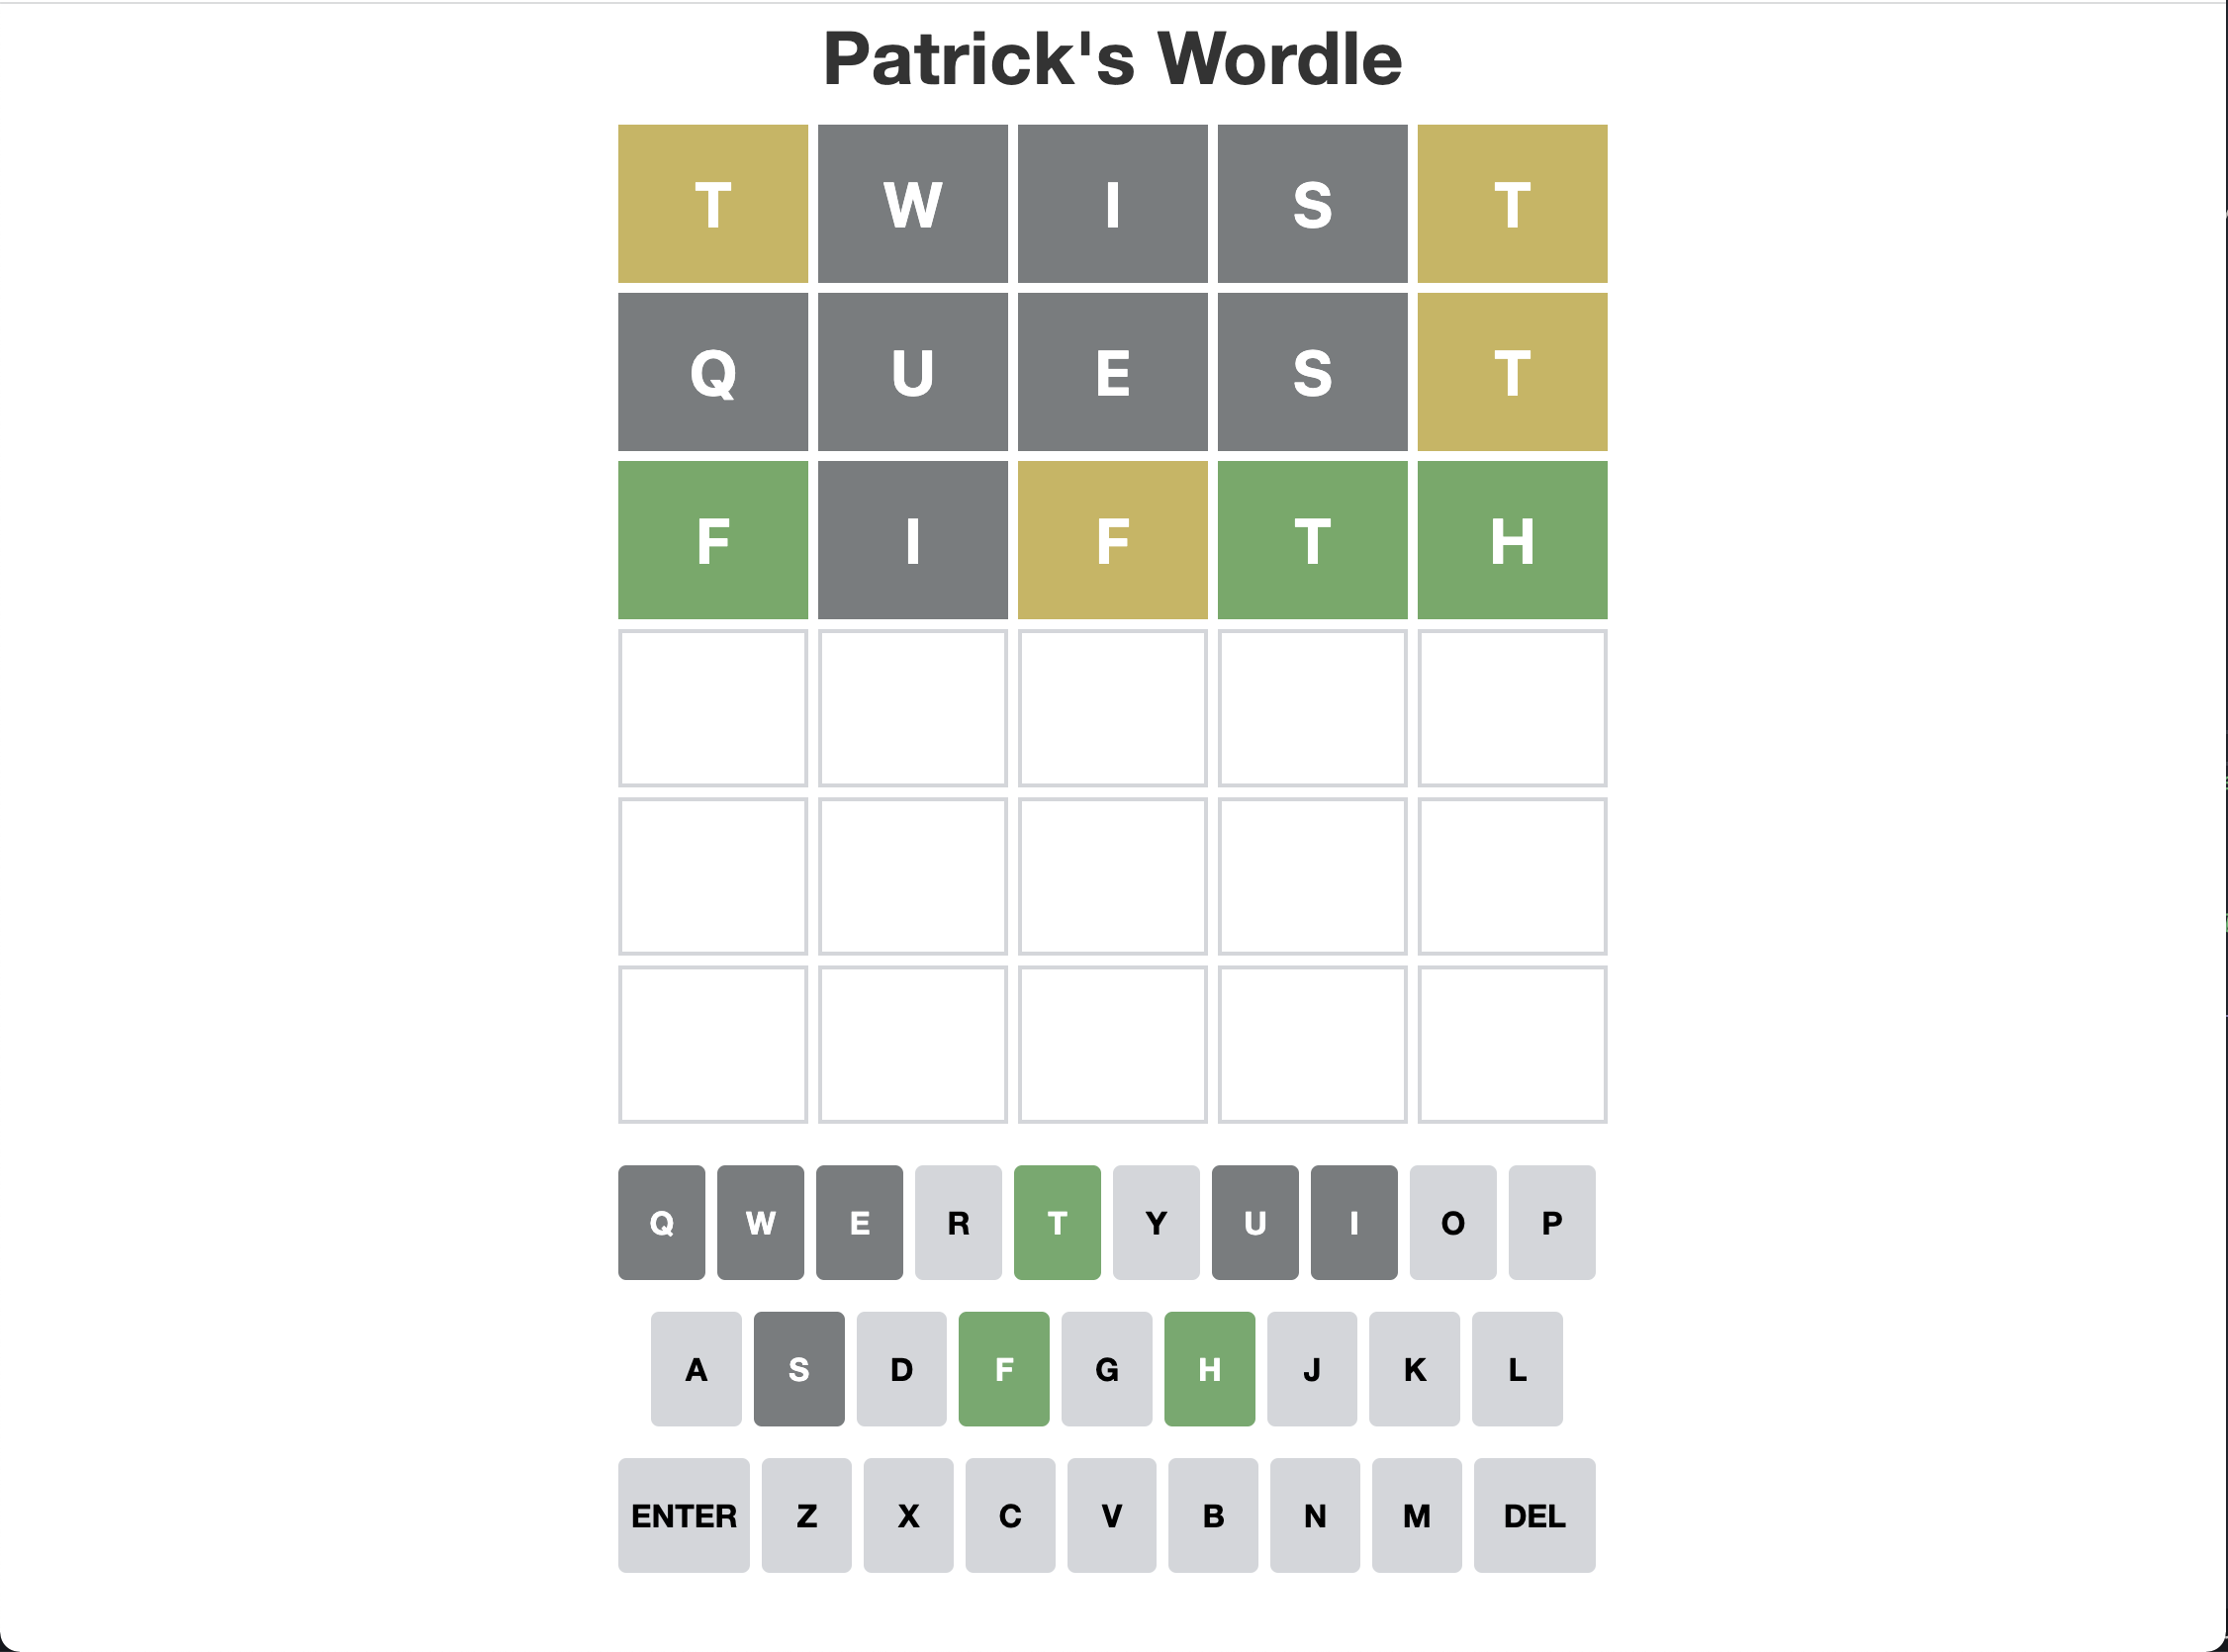 Patrick's Wordle
T W I S T
Q U E S T
F I F T H
Q W E R T Y U I O P
A S D F G H J K L
ENTER Z X C V B N M DEL